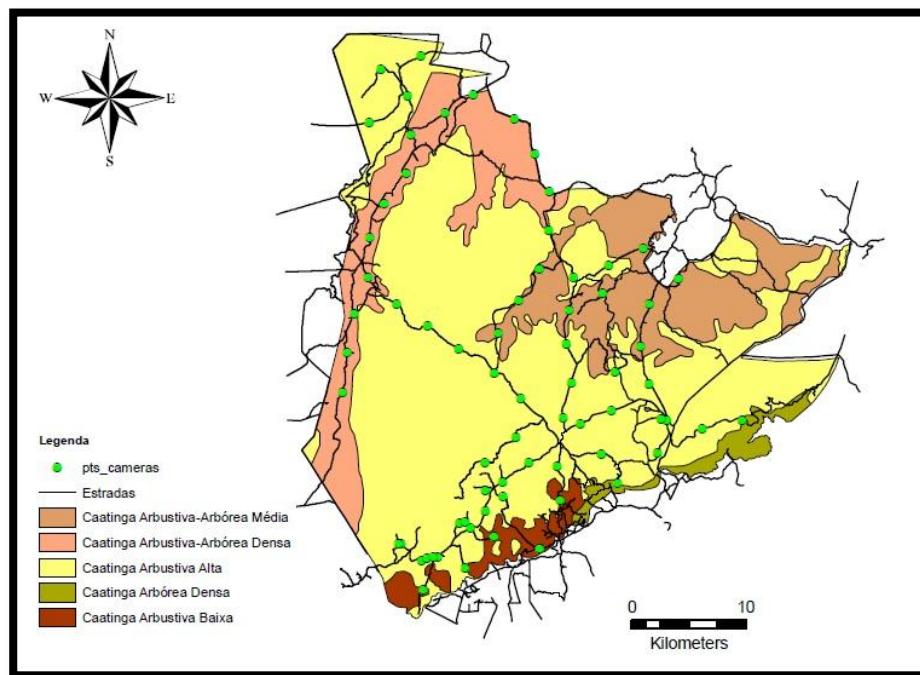 N
W E
S
Legenda
pts_cameras
Estradas
Caatinga Arbustiva-Arbórea Média
Caatinga Arbustiva-Arbórea Densa
Caatinga Arbustiva Alta
Caatinga Arbórea Densa
Caatinga Arbustiva Baixa
0 10
Kilometers